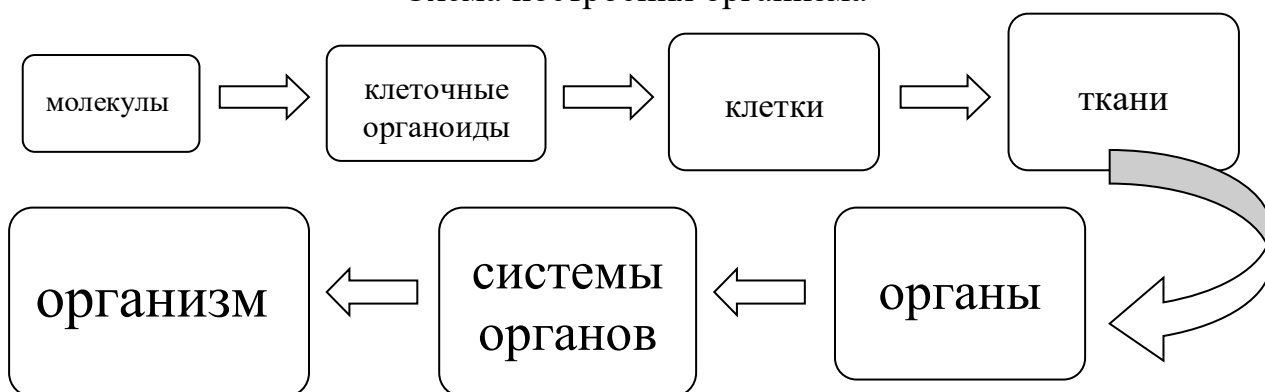 молекулы
клеточные
органоиды
клетки
ткани
органы
системы
органов
организм